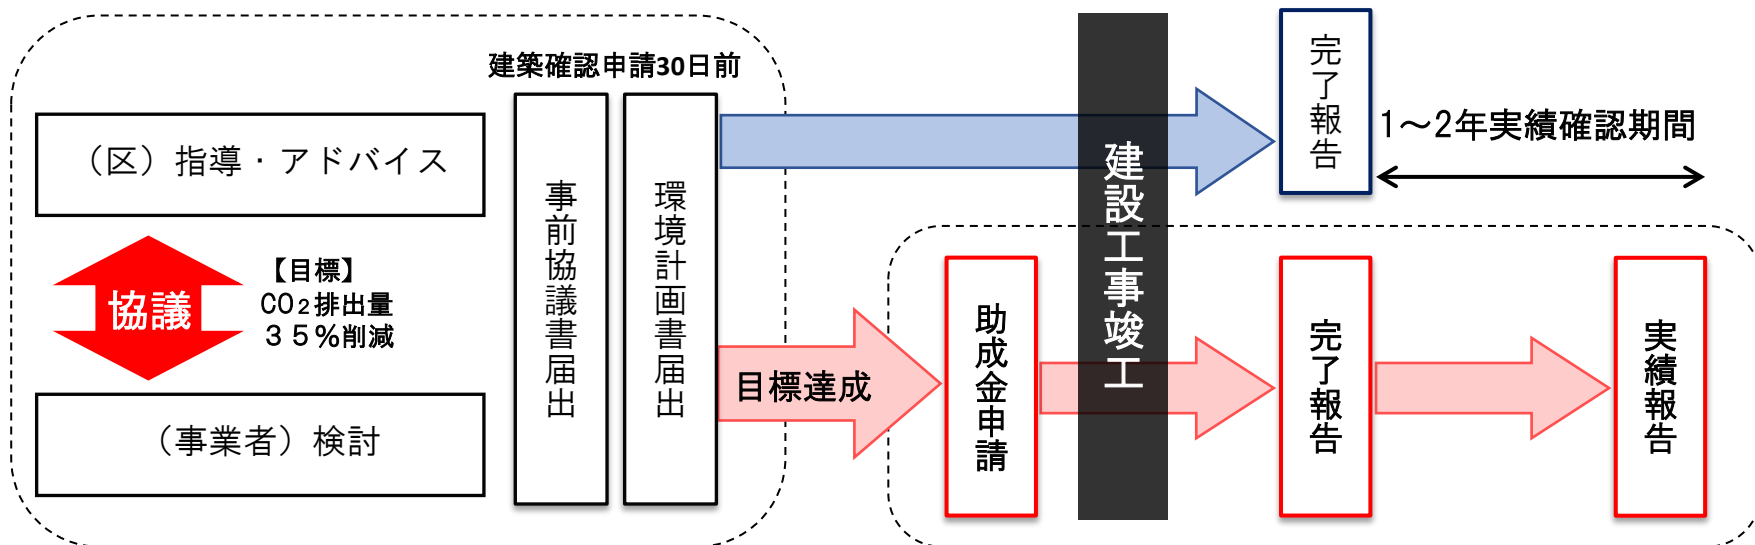 建築確認申請30日前
（区）指導・アドバイス
協議
【目標】
CO₂排出量
３５％削減
（事業者）検討
事前協議書届出
環境計画書届出
目標達成
助成金申請
建設工事竣工
完了報告
1～2年実績確認期間
完了報告
実績報告